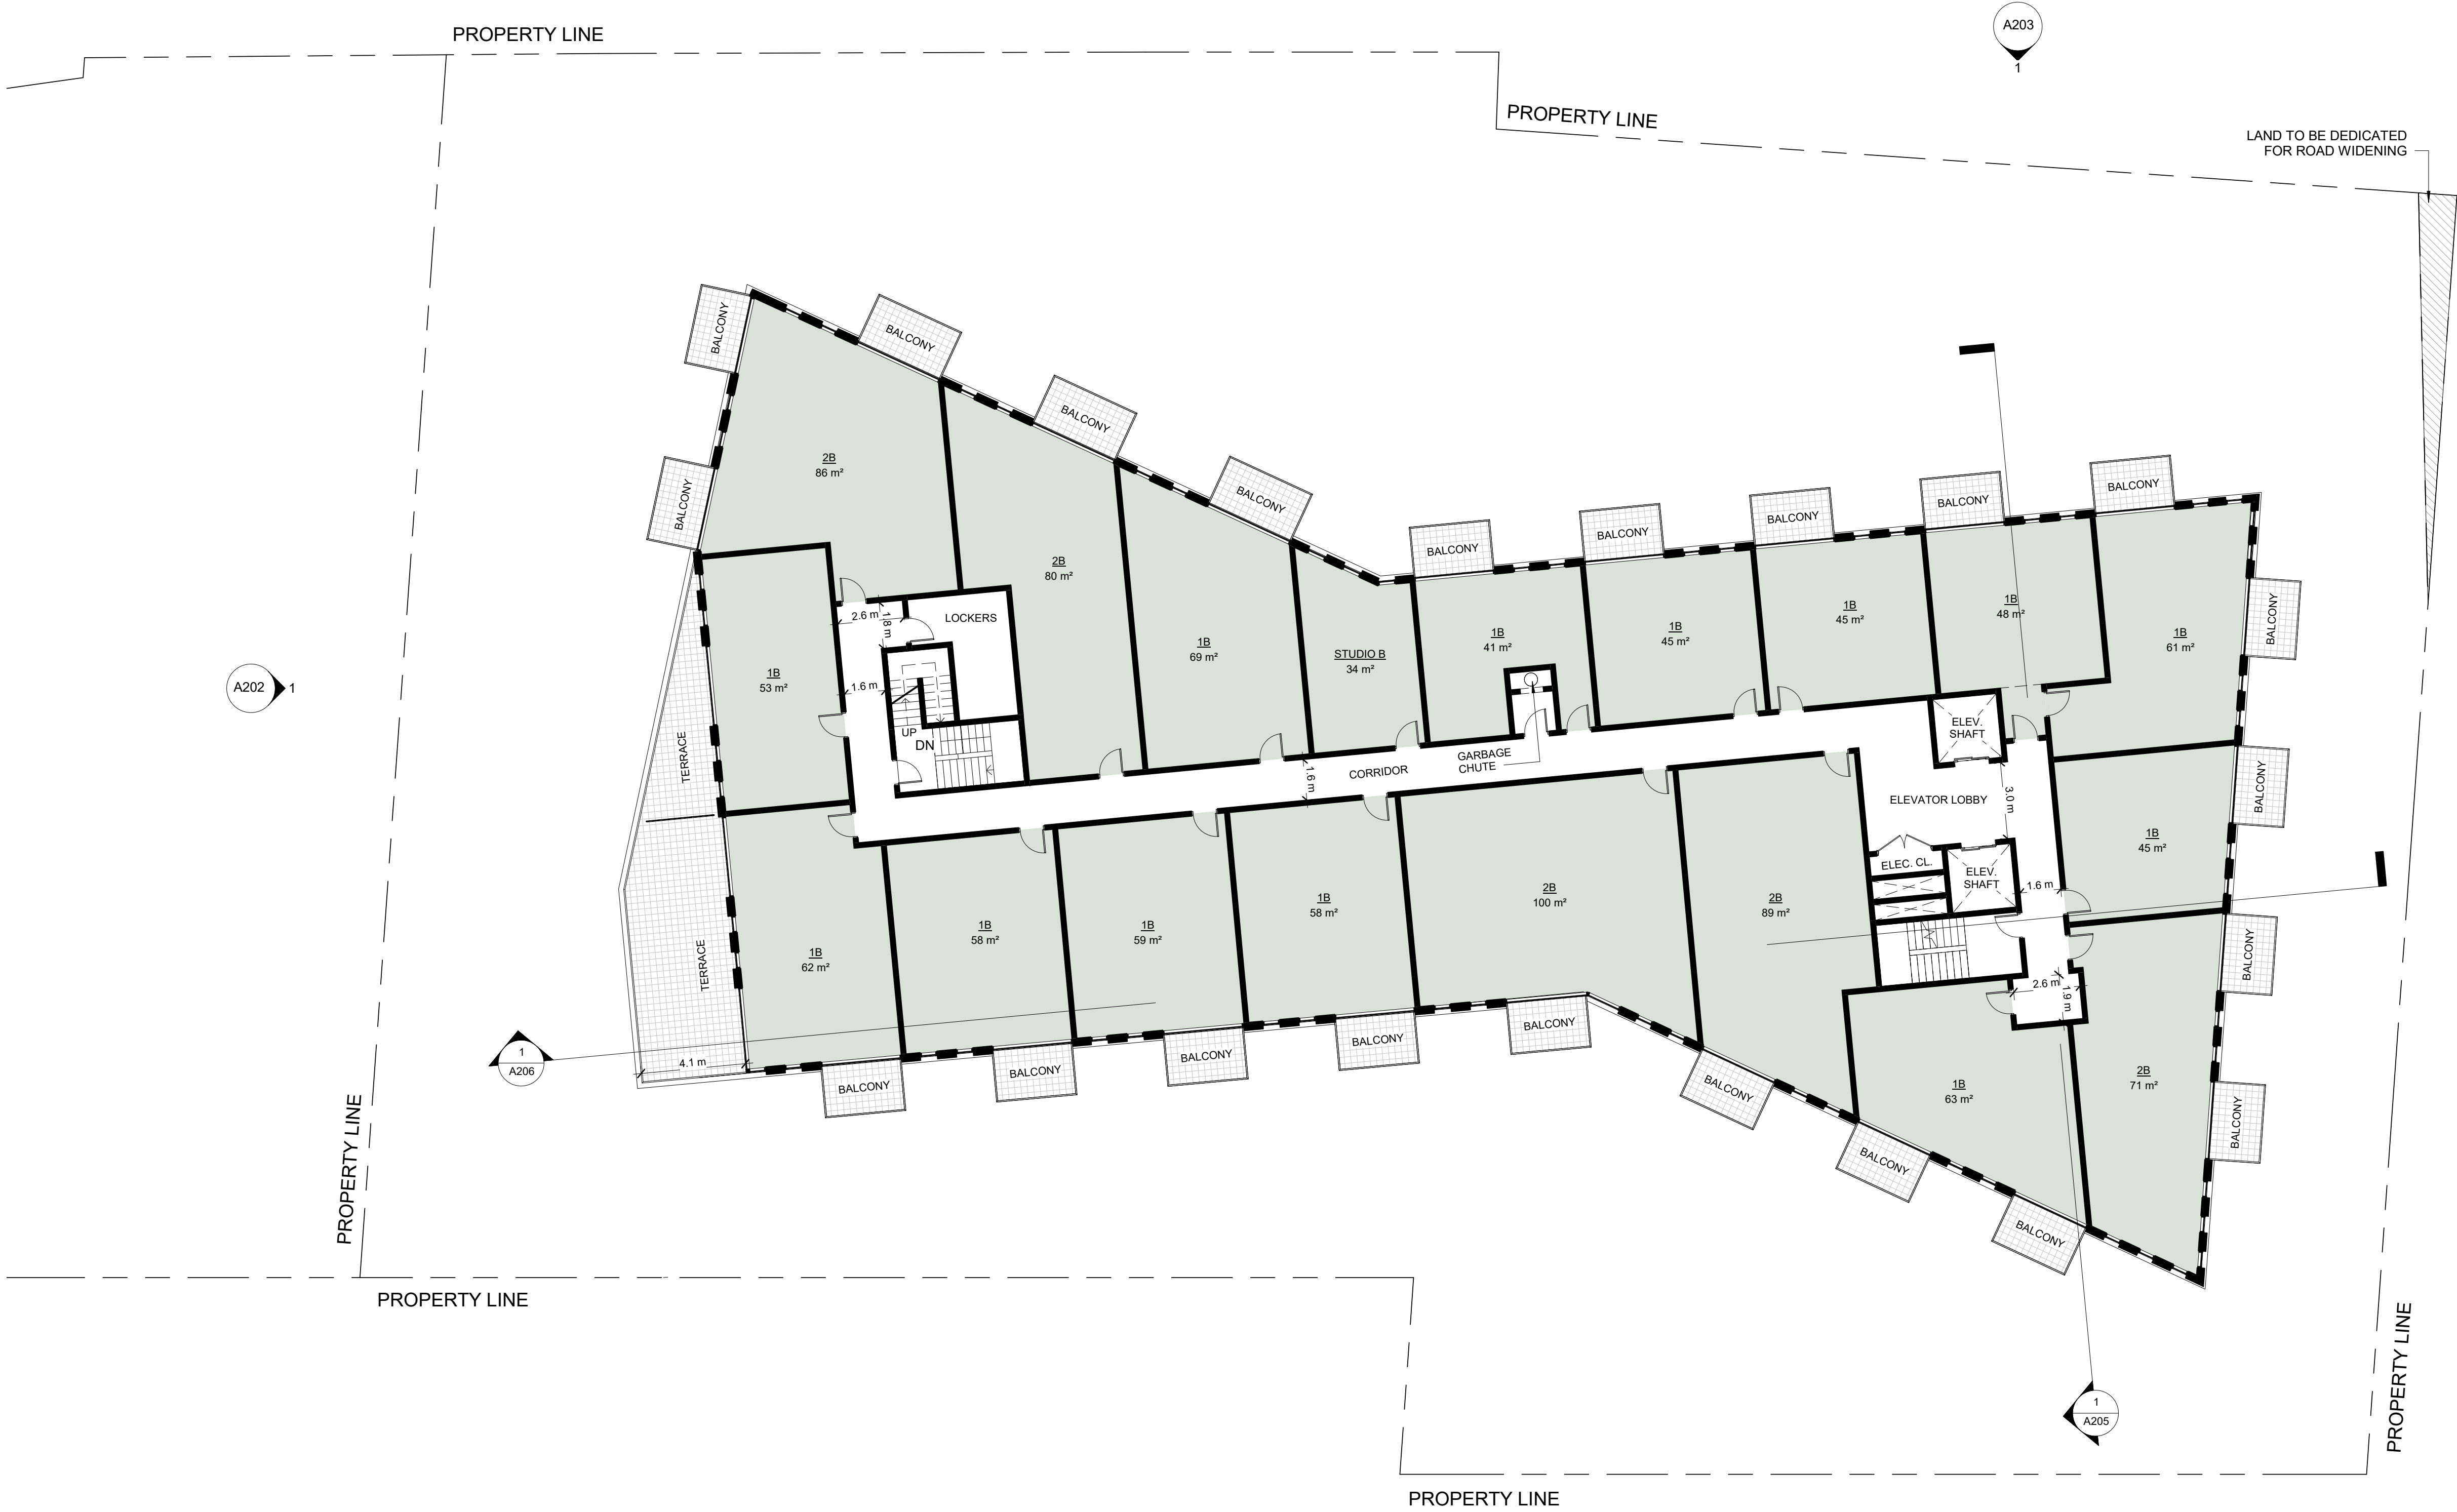 PROPERTY LINE
A203
1
PROPERTY LINE
LAND TO BE DEDICATED
FOR ROAD WIDENING
BALCONY
BALCONY
BALCONY
BALCONY
BALCONY
BALCONY
BALCONY
BALCONY
BALCONY
BALCONY
2B
86 m²
2B
80 m²
1B
69 m²
STUDIO B
34 m²
1B
41 m²
1B
45 m²
1B
45 m²
1B
48 m²
1B
61 m²
BALCONY
LOCKERS
2.6 m
1.8 m
1B
53 m²
1.6 m
A202
1
UP
DN
TERRACE
CORRIDOR
1.6 m
GARBAGE
CHUTE
ELEV.
SHAFT
ELEVATOR LOBBY
3.0 m
BALCONY
1B
45 m²
ELEC. CL.
ELEV.
SHAFT
1.6 m
TERRACE
1B
62 m²
1B
58 m²
1B
59 m²
1B
58 m²
2B
100 m²
2B
89 m²
BALCONY
2.6 m
1.9 m
1
A206
4.1 m
BALCONY
BALCONY
BALCONY
BALCONY
BALCONY
BALCONY
1B
63 m²
2B
71 m²
BALCONY
BALCONY
BALCONY
PROPERTY LINE
PROPERTY LINE
PROPERTY LINE
1
A205
PROPERTY LINE